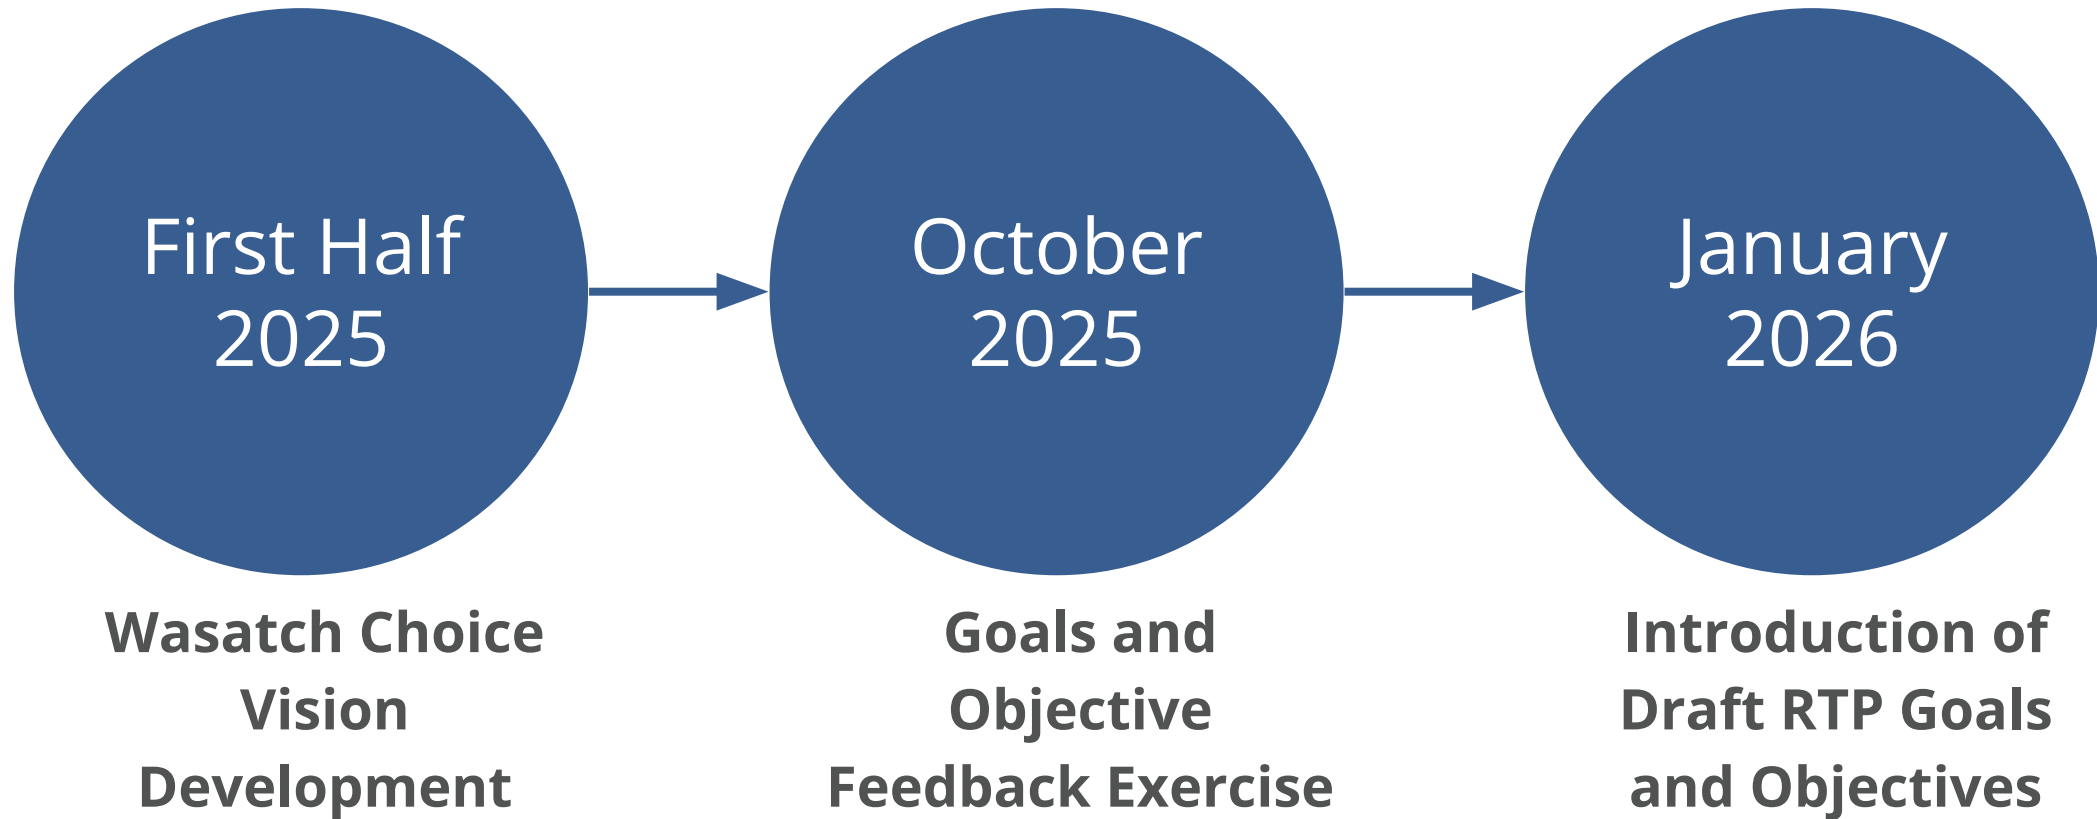 First Half
2025
October
2025
January
2026
Wasatch Choice
Vision
Development
Goals and
Objective
Feedback Exercise
Introduction of
Draft RTP Goals
and Objectives